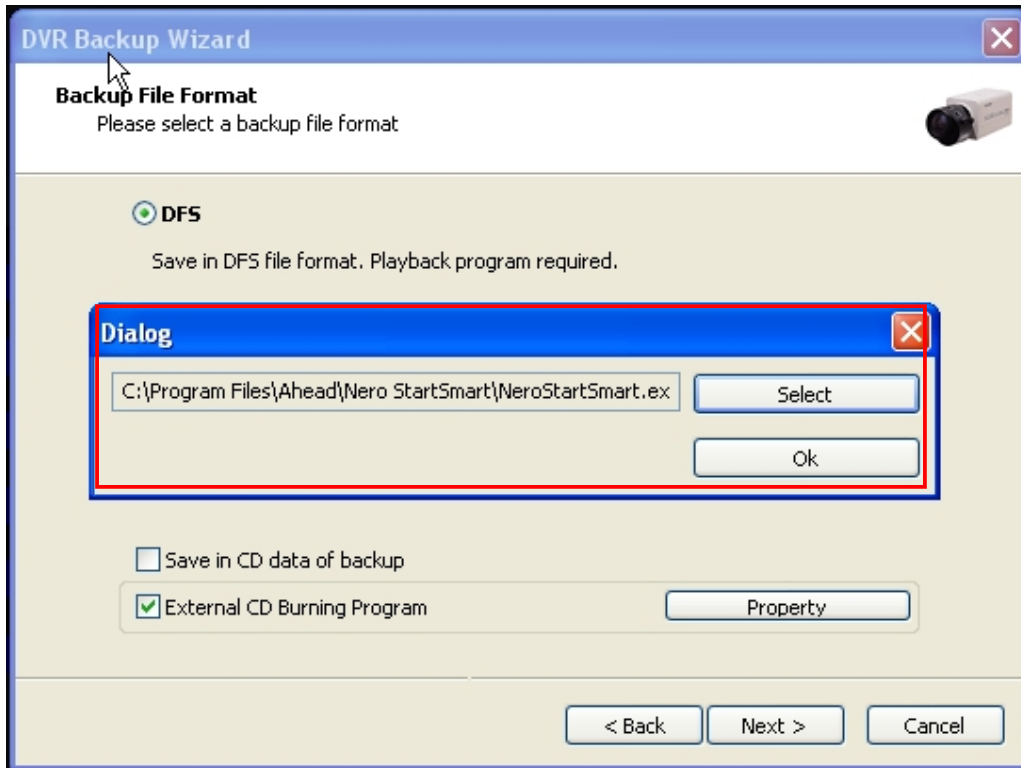 DVR Backup Wizard
Backup File Format
Please select a backup file format
DFS
Save in DFS file format. Playback program required.
Dialog
C:\Program Files\Ahead\Nero StartSmart\NeroStartSmart.ex Select
Ok
Save in CD data of backup
External CD Burning Program Property
< Back Next > Cancel